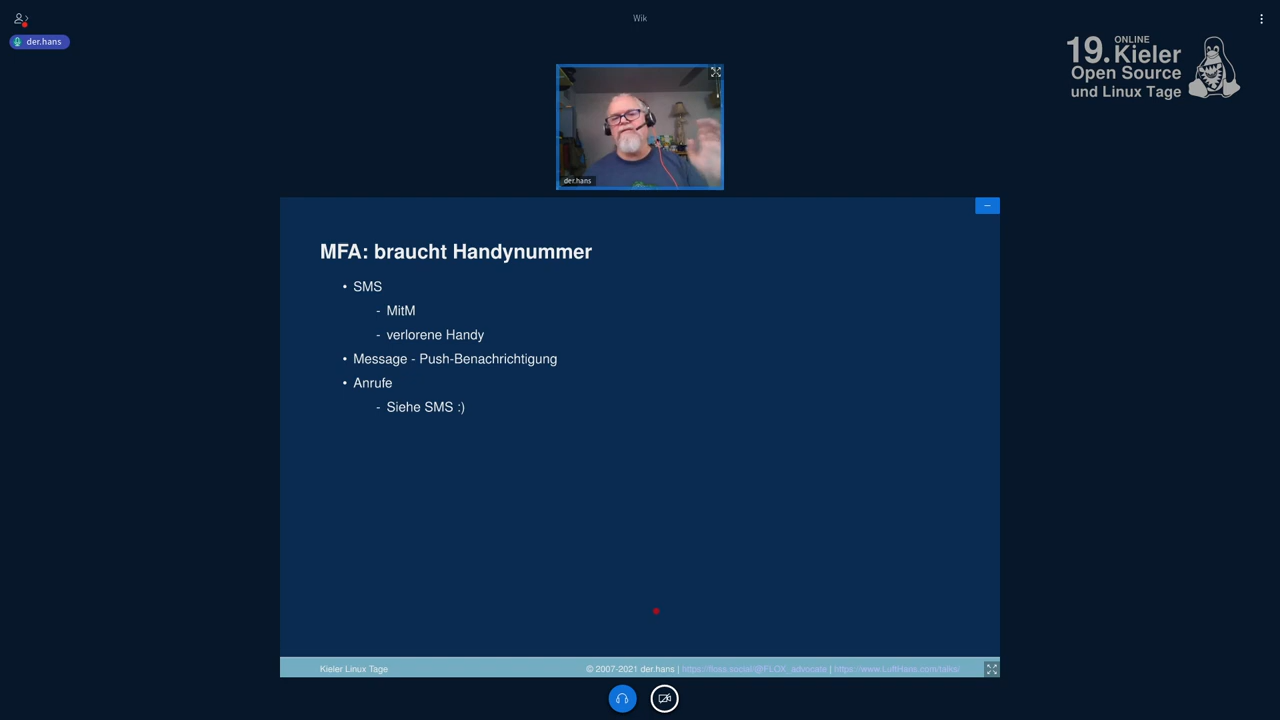 Wik
der.hans
ONLINE
19. Kieler
Open Source
und Linux Tage
der.hans
MFA: braucht Handynummer
• SMS
- MitM
- verlorene Handy
• Message - Push-Benachrichtigung
• Anrufe
- Siehe SMS :)
Kieler Linux Tage
© 2007-2021 der.hans | https://floss.social/@FLOX_advocate | https://www.LuftHans.com/talks/